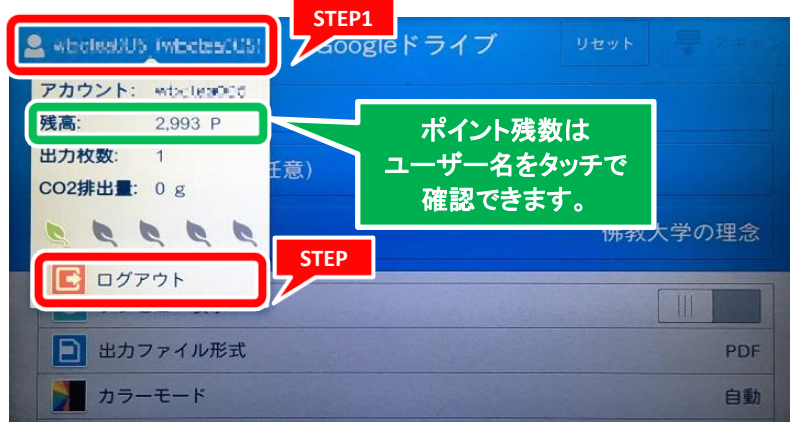 STEP1
Googleドライブ
リセット
スキャン
アカウント:
残高: 2,993 P
出力枚数: 1
CO2排出量: 0 g
任意)
ポイント残数は
ユーザー名をタッチで
確認できます。
佛教大学の理念
STEP
ログアウト
出力ファイル形式 PDF
カラーモード 自動